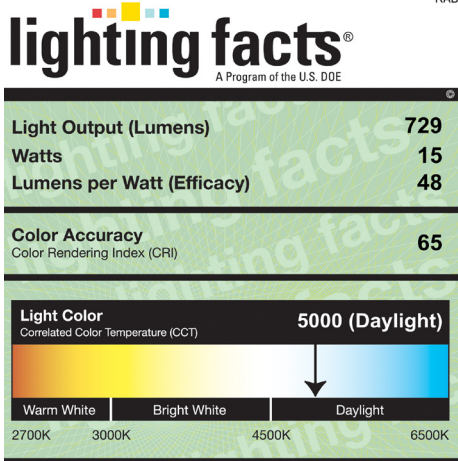 RAB
lighting facts®
A Program of the U.S. DOE
©
Light Output (Lumens) 729
Watts 15
Lumens per Watt (Efficacy) 48
Color Accuracy 65
Color Rendering Index (CRI)
Light Color 5000 (Daylight)
Correlated Color Temperature (CCT)
Warm White Bright White Daylight
2700K 3000K 4500K 6500K